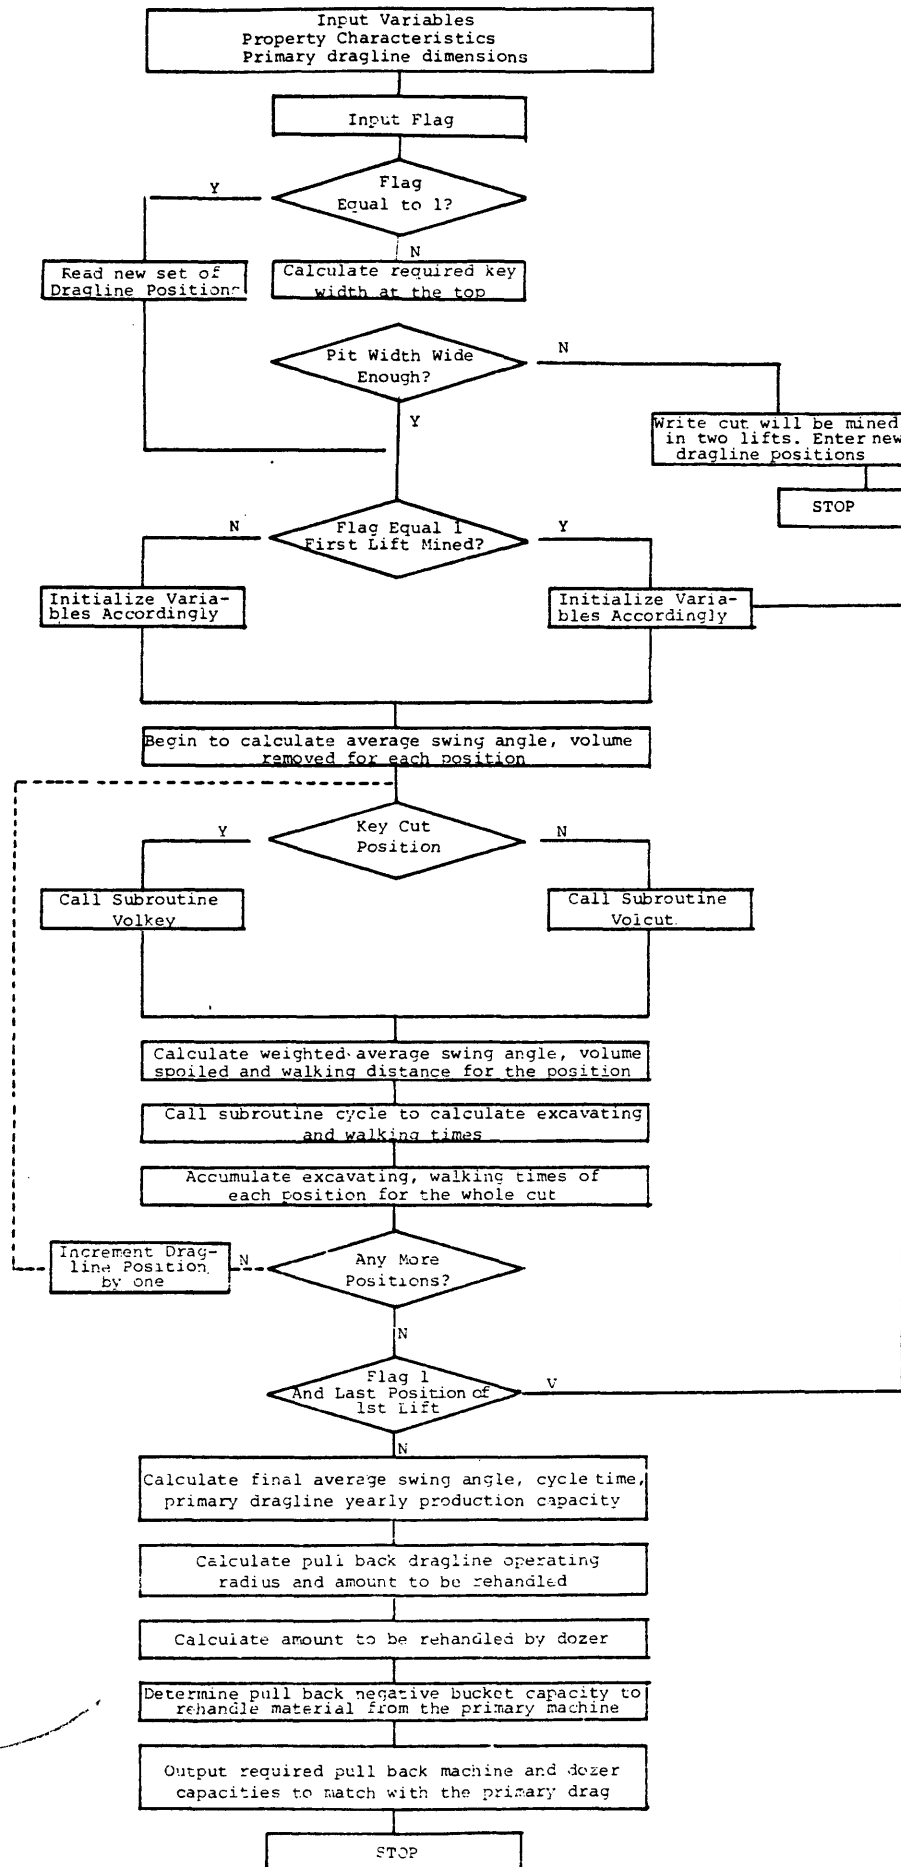 Input Variables
Property Characteristics
Primary dragline dimensions
Input Flag
Flag
Equal to 1?
Y
N
Read new set of
Dragline Positions
Calculate required key
width at the top
Pit Width Wide
Enough?
N
Y
Write cut will be mined
in two lifts. Enter new
dragline positions
STOP
Flag Equal 1
First Lift Mined?
N
Y
Initialize Varia-
bles Accordingly
Initialize Varia-
bles Accordingly
Begin to calculate average swing angle, volume
removed for each position
Key Cut
Position
Y
N
Call Subroutine
Volkey
Call Subroutine
Volcut
Calculate weighted average swing angle, volume
spoiled and walking distance for the position
Call subroutine cycle to calculate excavating
and walking times
Accumulate excavating, walking times of
each position for the whole cut
Increment Drag-
line Position
by one
N
Any More
Positions?
N
Flag 1
And Last Position of
1st Lift
Y
N
Calculate final average swing angle, cycle time,
primary dragline yearly production capacity
Calculate pull back dragline operating
radius and amount to be rehandled
Calculate amount to be rehandled by dozer
Determine pull back negative bucket capacity to
rehandle material from the primary machine
Output required pull back machine and dozer
capacities to match with the primary drag
STOP